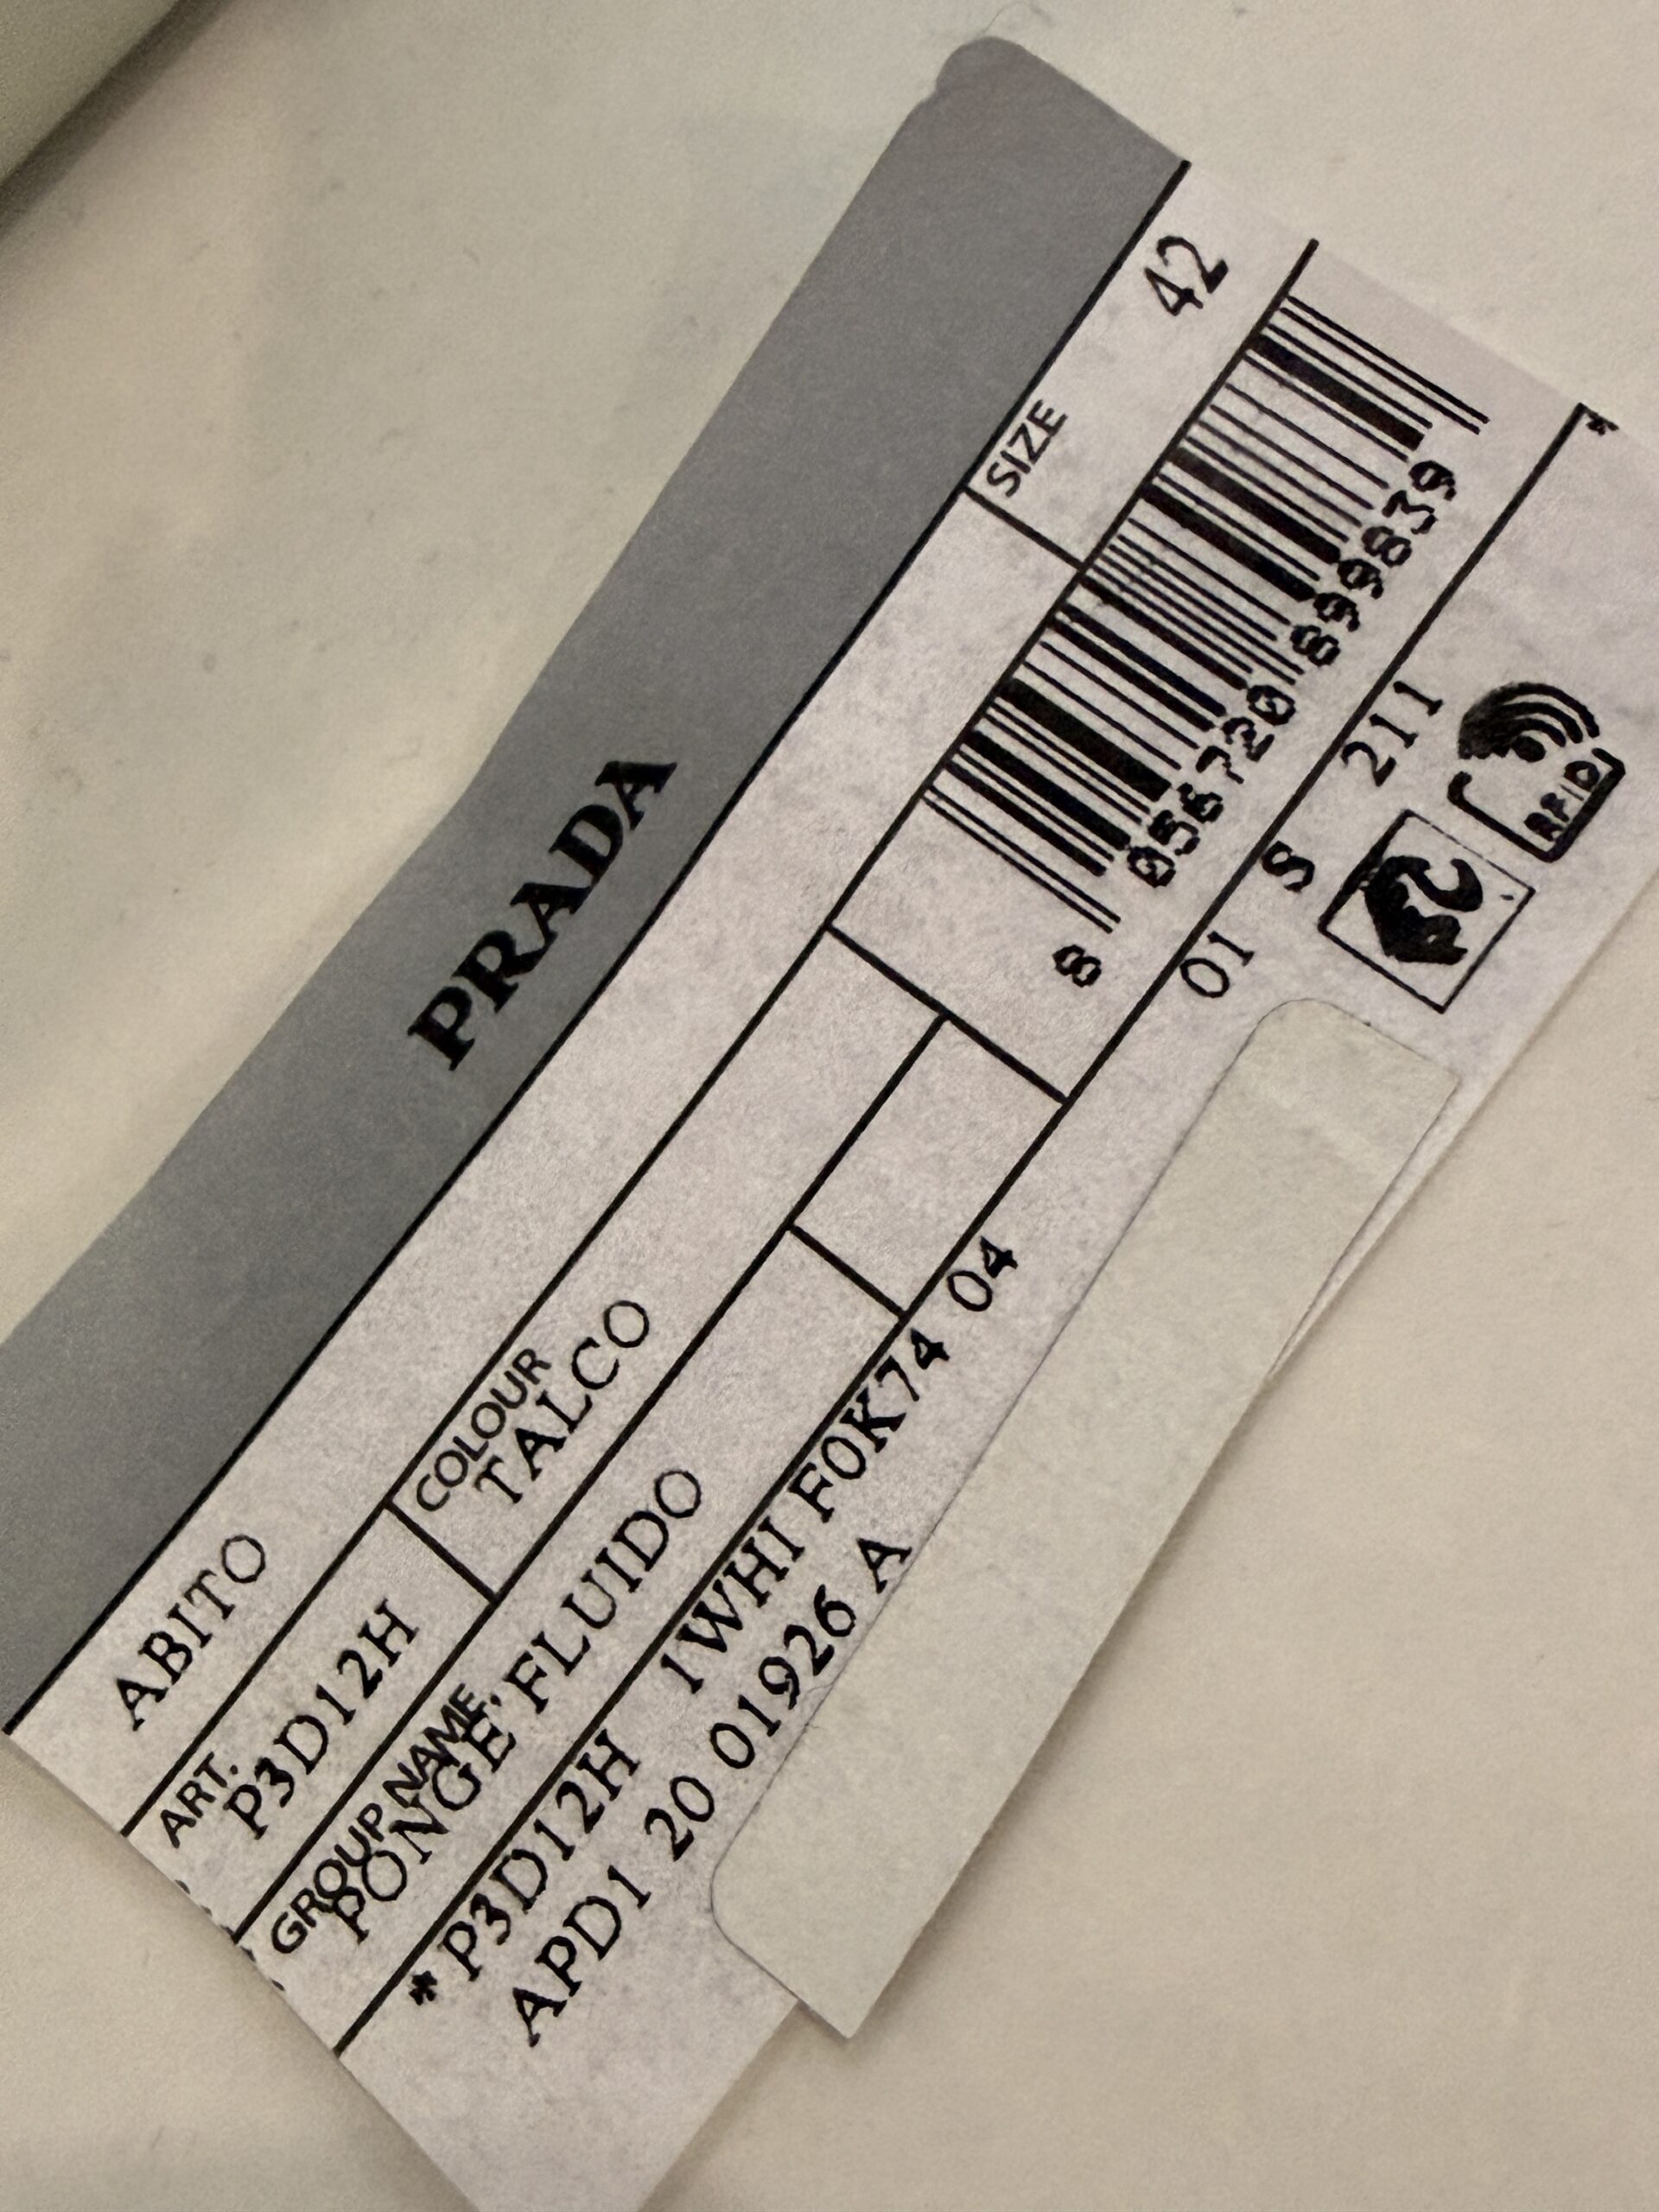 PRADA
ABITO
SIZE
42
ART.
P3D12H
COLOUR
TALCO
8 056720 899839
GROUP NAME
PONGE' FLUIDO
* P3D12H 1WHI F0K74 04 01 S 211 *
APD1 20 01926 A
RFID